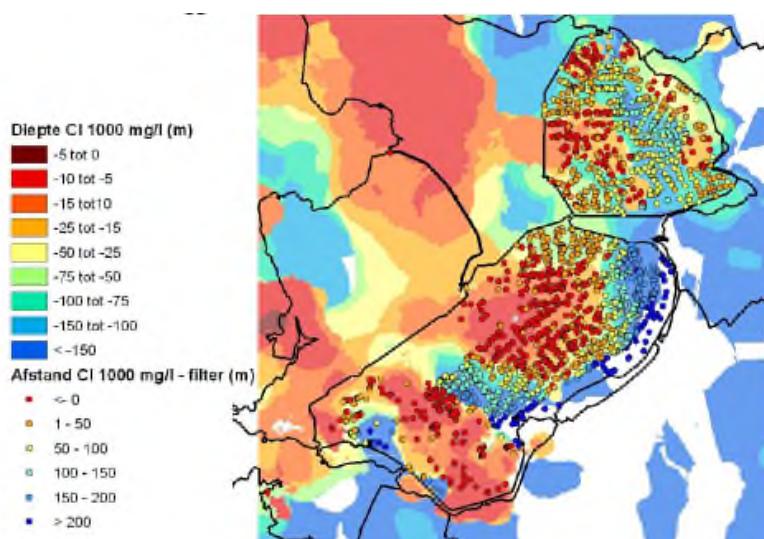 Diepte Cl 1000 mg/l (m)
-5 tot 0
-10 tot -5
-15 tot10
-25 tot -15
-50 tot -25
-75 tot -50
-100 tot -75
-150 tot -100
< -150
Afstand Cl 1000 mg/l - filter (m)
<- 0
1 - 50
50 - 100
100 - 150
150 - 200
> 200